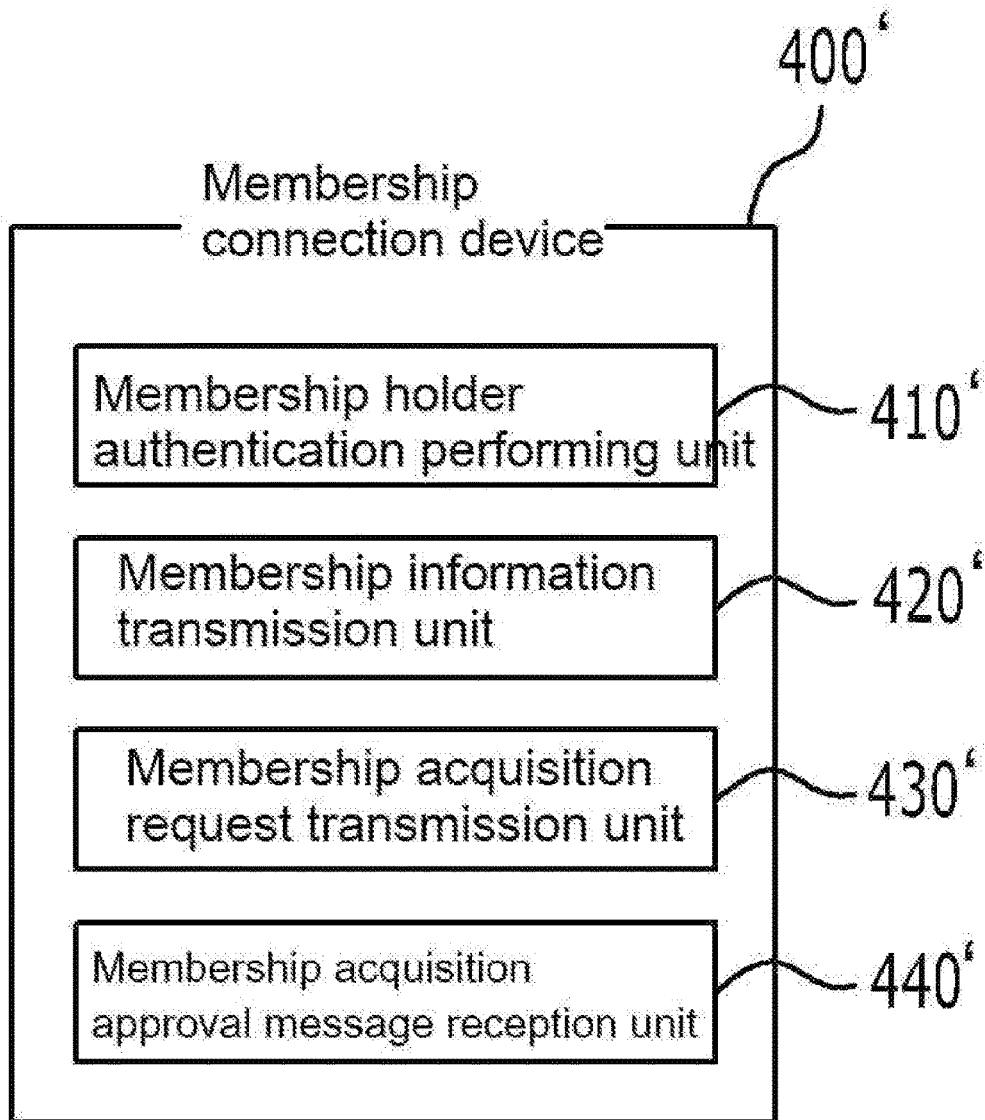 400'
Membership
connection device
Membership holder
authentication performing unit
410'
Membership information
transmission unit
420'
Membership acquisition
request transmission unit
430'
Membership acquisition
approval message reception unit
440'